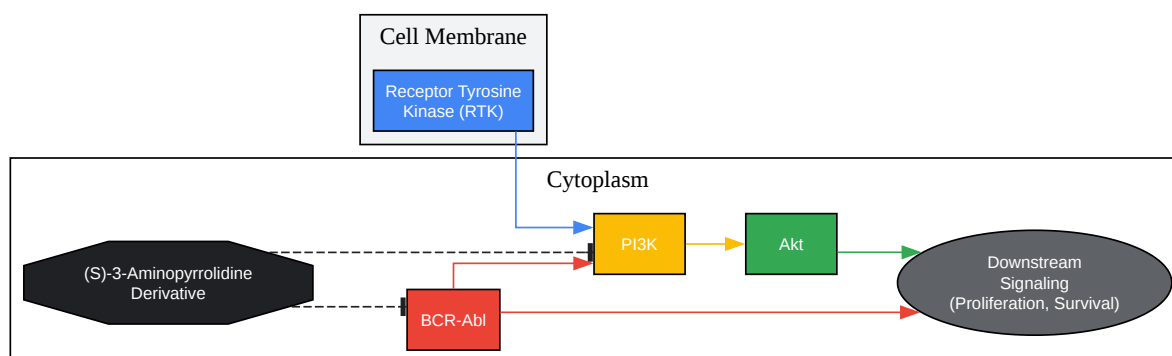 Cell Membrane
Receptor Tyrosine
Kinase (RTK)
Cytoplasm
PI3K
Akt
(S)-3-Aminopyrrolidine
Derivative
BCR-Abl
Downstream
Signaling
(Proliferation, Survival)